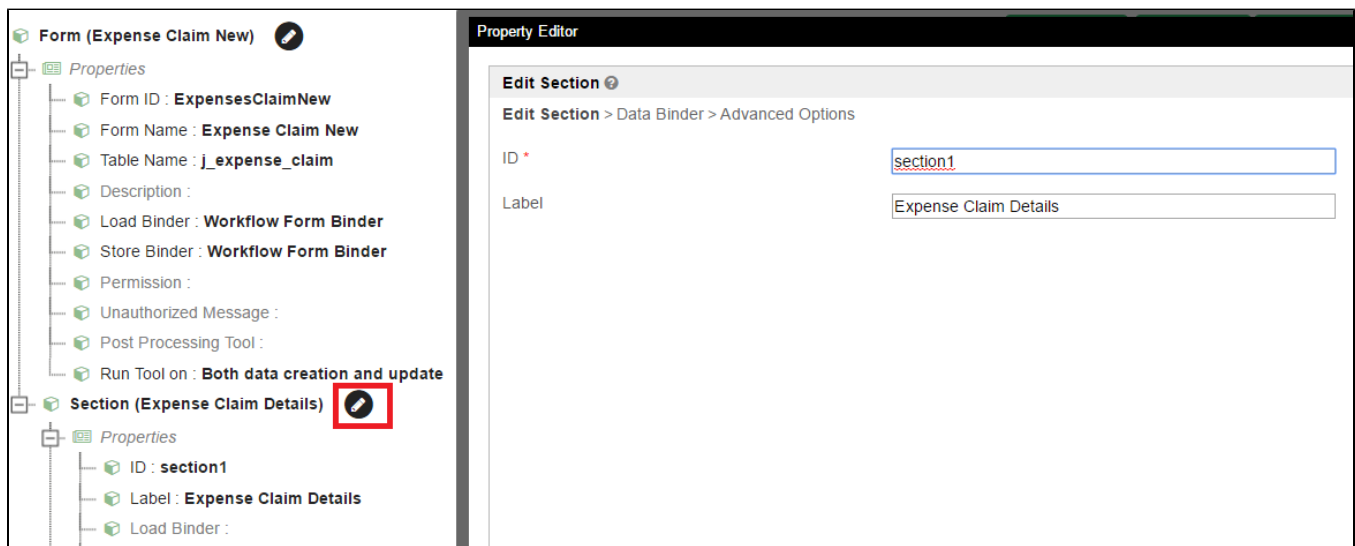 Form (Expense Claim New)
Properties
Form ID : ExpensesClaimNew
Form Name : Expense Claim New
Table Name : j_expense_claim
Description :
Load Binder : Workflow Form Binder
Store Binder : Workflow Form Binder
Permission :
Unauthorized Message :
Post Processing Tool :
Run Tool on : Both data creation and update
Section (Expense Claim Details)
Properties
ID : section1
Label : Expense Claim Details
Load Binder :
Property Editor
Edit Section ?
Edit Section > Data Binder > Advanced Options
ID * section1
Label Expense Claim Details